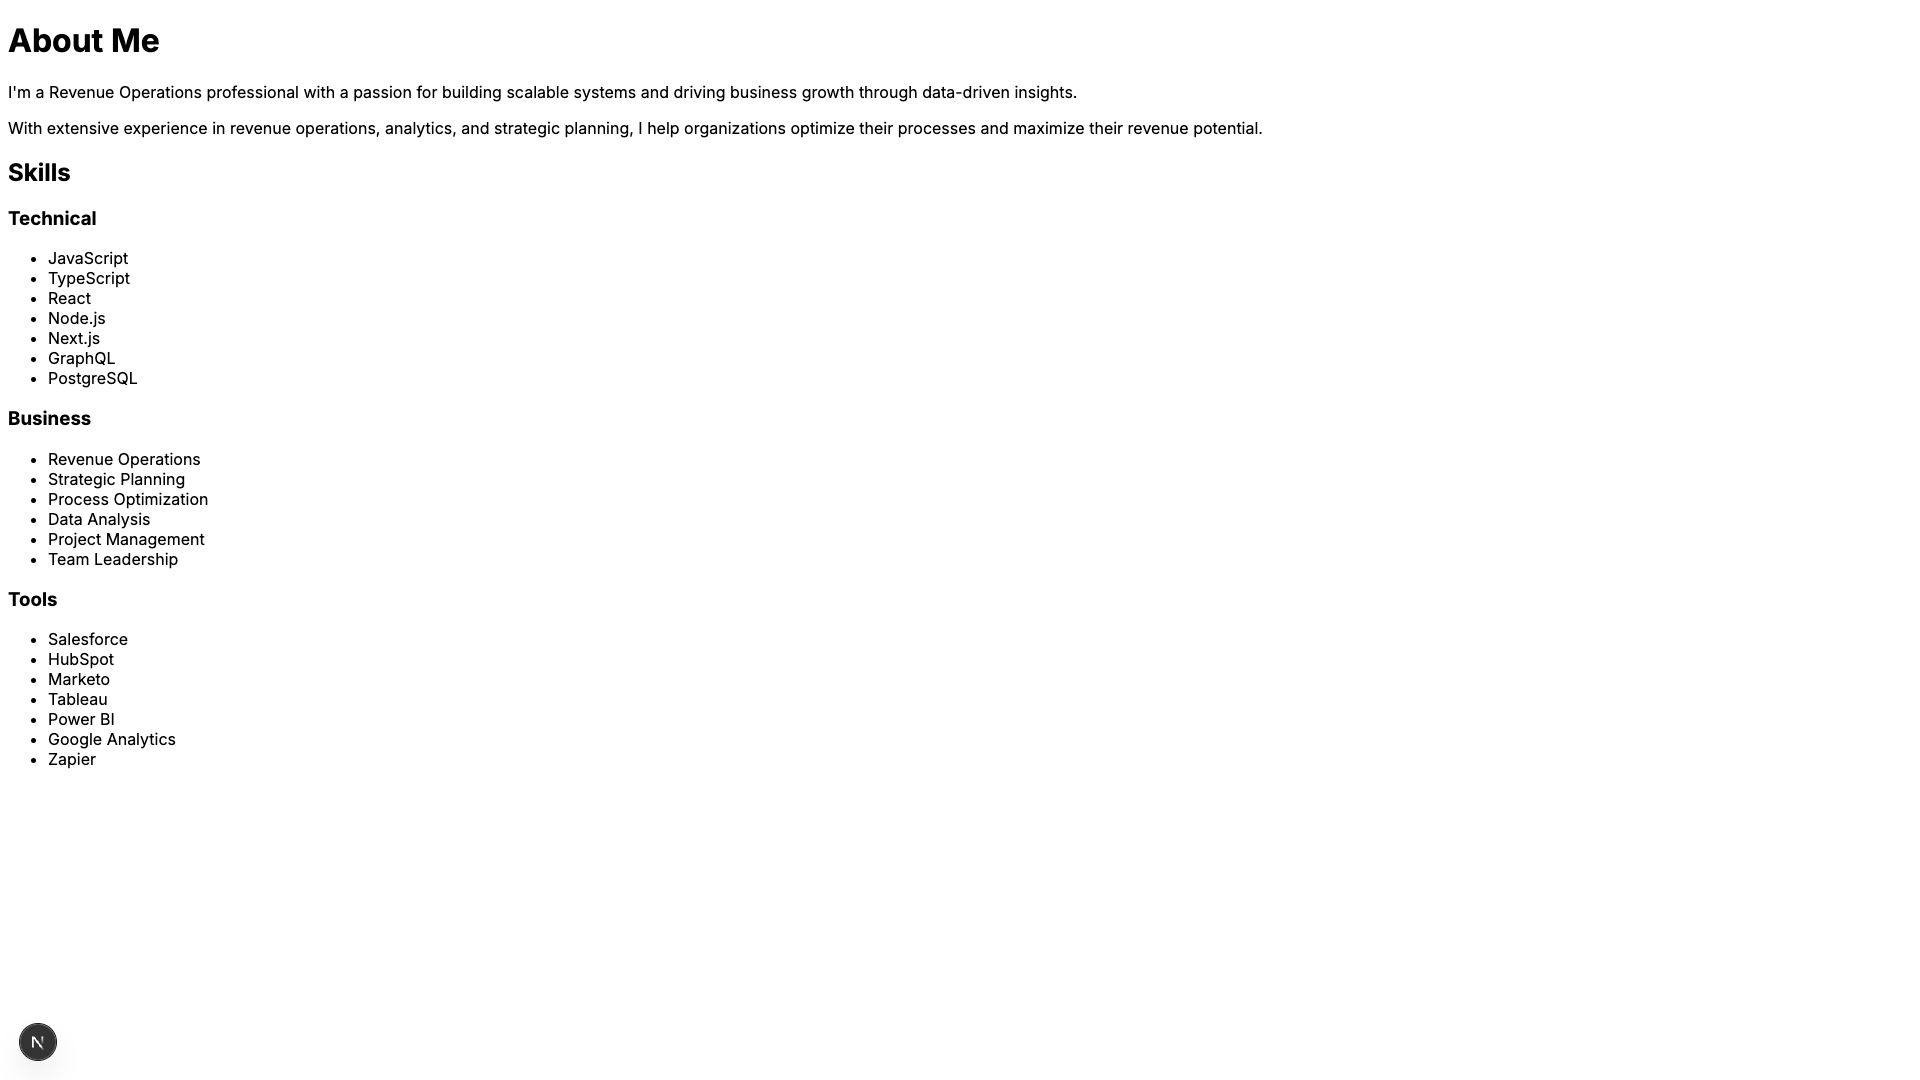 About Me
I'm a Revenue Operations professional with a passion for building scalable systems and driving business growth through data-driven insights.
With extensive experience in revenue operations, analytics, and strategic planning, I help organizations optimize their processes and maximize their revenue potential.
Skills
Technical
JavaScript
TypeScript
React
Node.js
Next.js
GraphQL
PostgreSQL
Business
Revenue Operations
Strategic Planning
Process Optimization
Data Analysis
Project Management
Team Leadership
Tools
Salesforce
HubSpot
Marketo
Tableau
Power BI
Google Analytics
Zapier
N